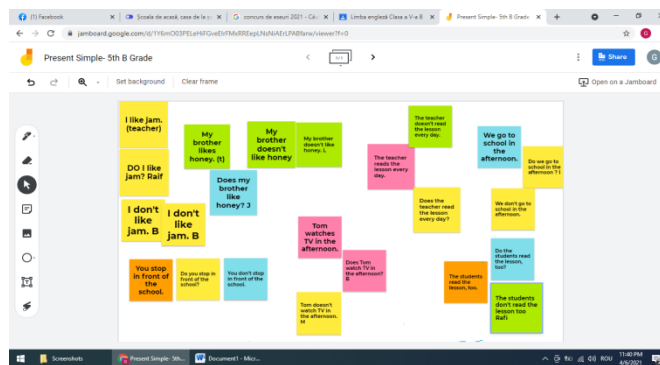 (1) Facebook
Școala de acasă, casa de la șc
concurs de eseuri 2021 - Cău
Limba engleză Clasa a V-a B
Present Simple- 5th B Grade
jamboard.google.com/d/
/viewer?f=0
Present Simple- 5th B Grade
1/1
Share
G
Set background
Clear frame
Open on a Jamboard
I like jam.
(teacher)
DO I like
jam? Raif
I don't
like
jam. B
I don't
like
jam. B
My
brother
likes
honey. (t)
My
brother
doesn't
like honey
My brother
doesn't like
honey. L
Does my
brother
like
honey? J
The teacher
doesn't read
the lesson
every day.
The teacher
reads the
lesson every
day.
Does the
teacher read
the lesson
every day?
We go to
school in
the
afternoon.
Do we go to
school in the
afternoon ? I
We don't go to
school in the
afternoon.
You stop
in front of
the
school.
Do you stop in
front of the
school?
You don't stop
in front of the
school.
Tom
watches
TV in the
afternoon.
Does Tom
watch TV in
the afternoon?
B
Tom doesn't
watch TV in
the afternoon.
M
The students
read the
lesson, too.
Do the
students read
the lesson,
too?
The students
don't read the
lesson too
Rafi
Screenshots
Present Simple- 5th...
Document1 - Micr...
ROU
11:40 PM
4/6/2021